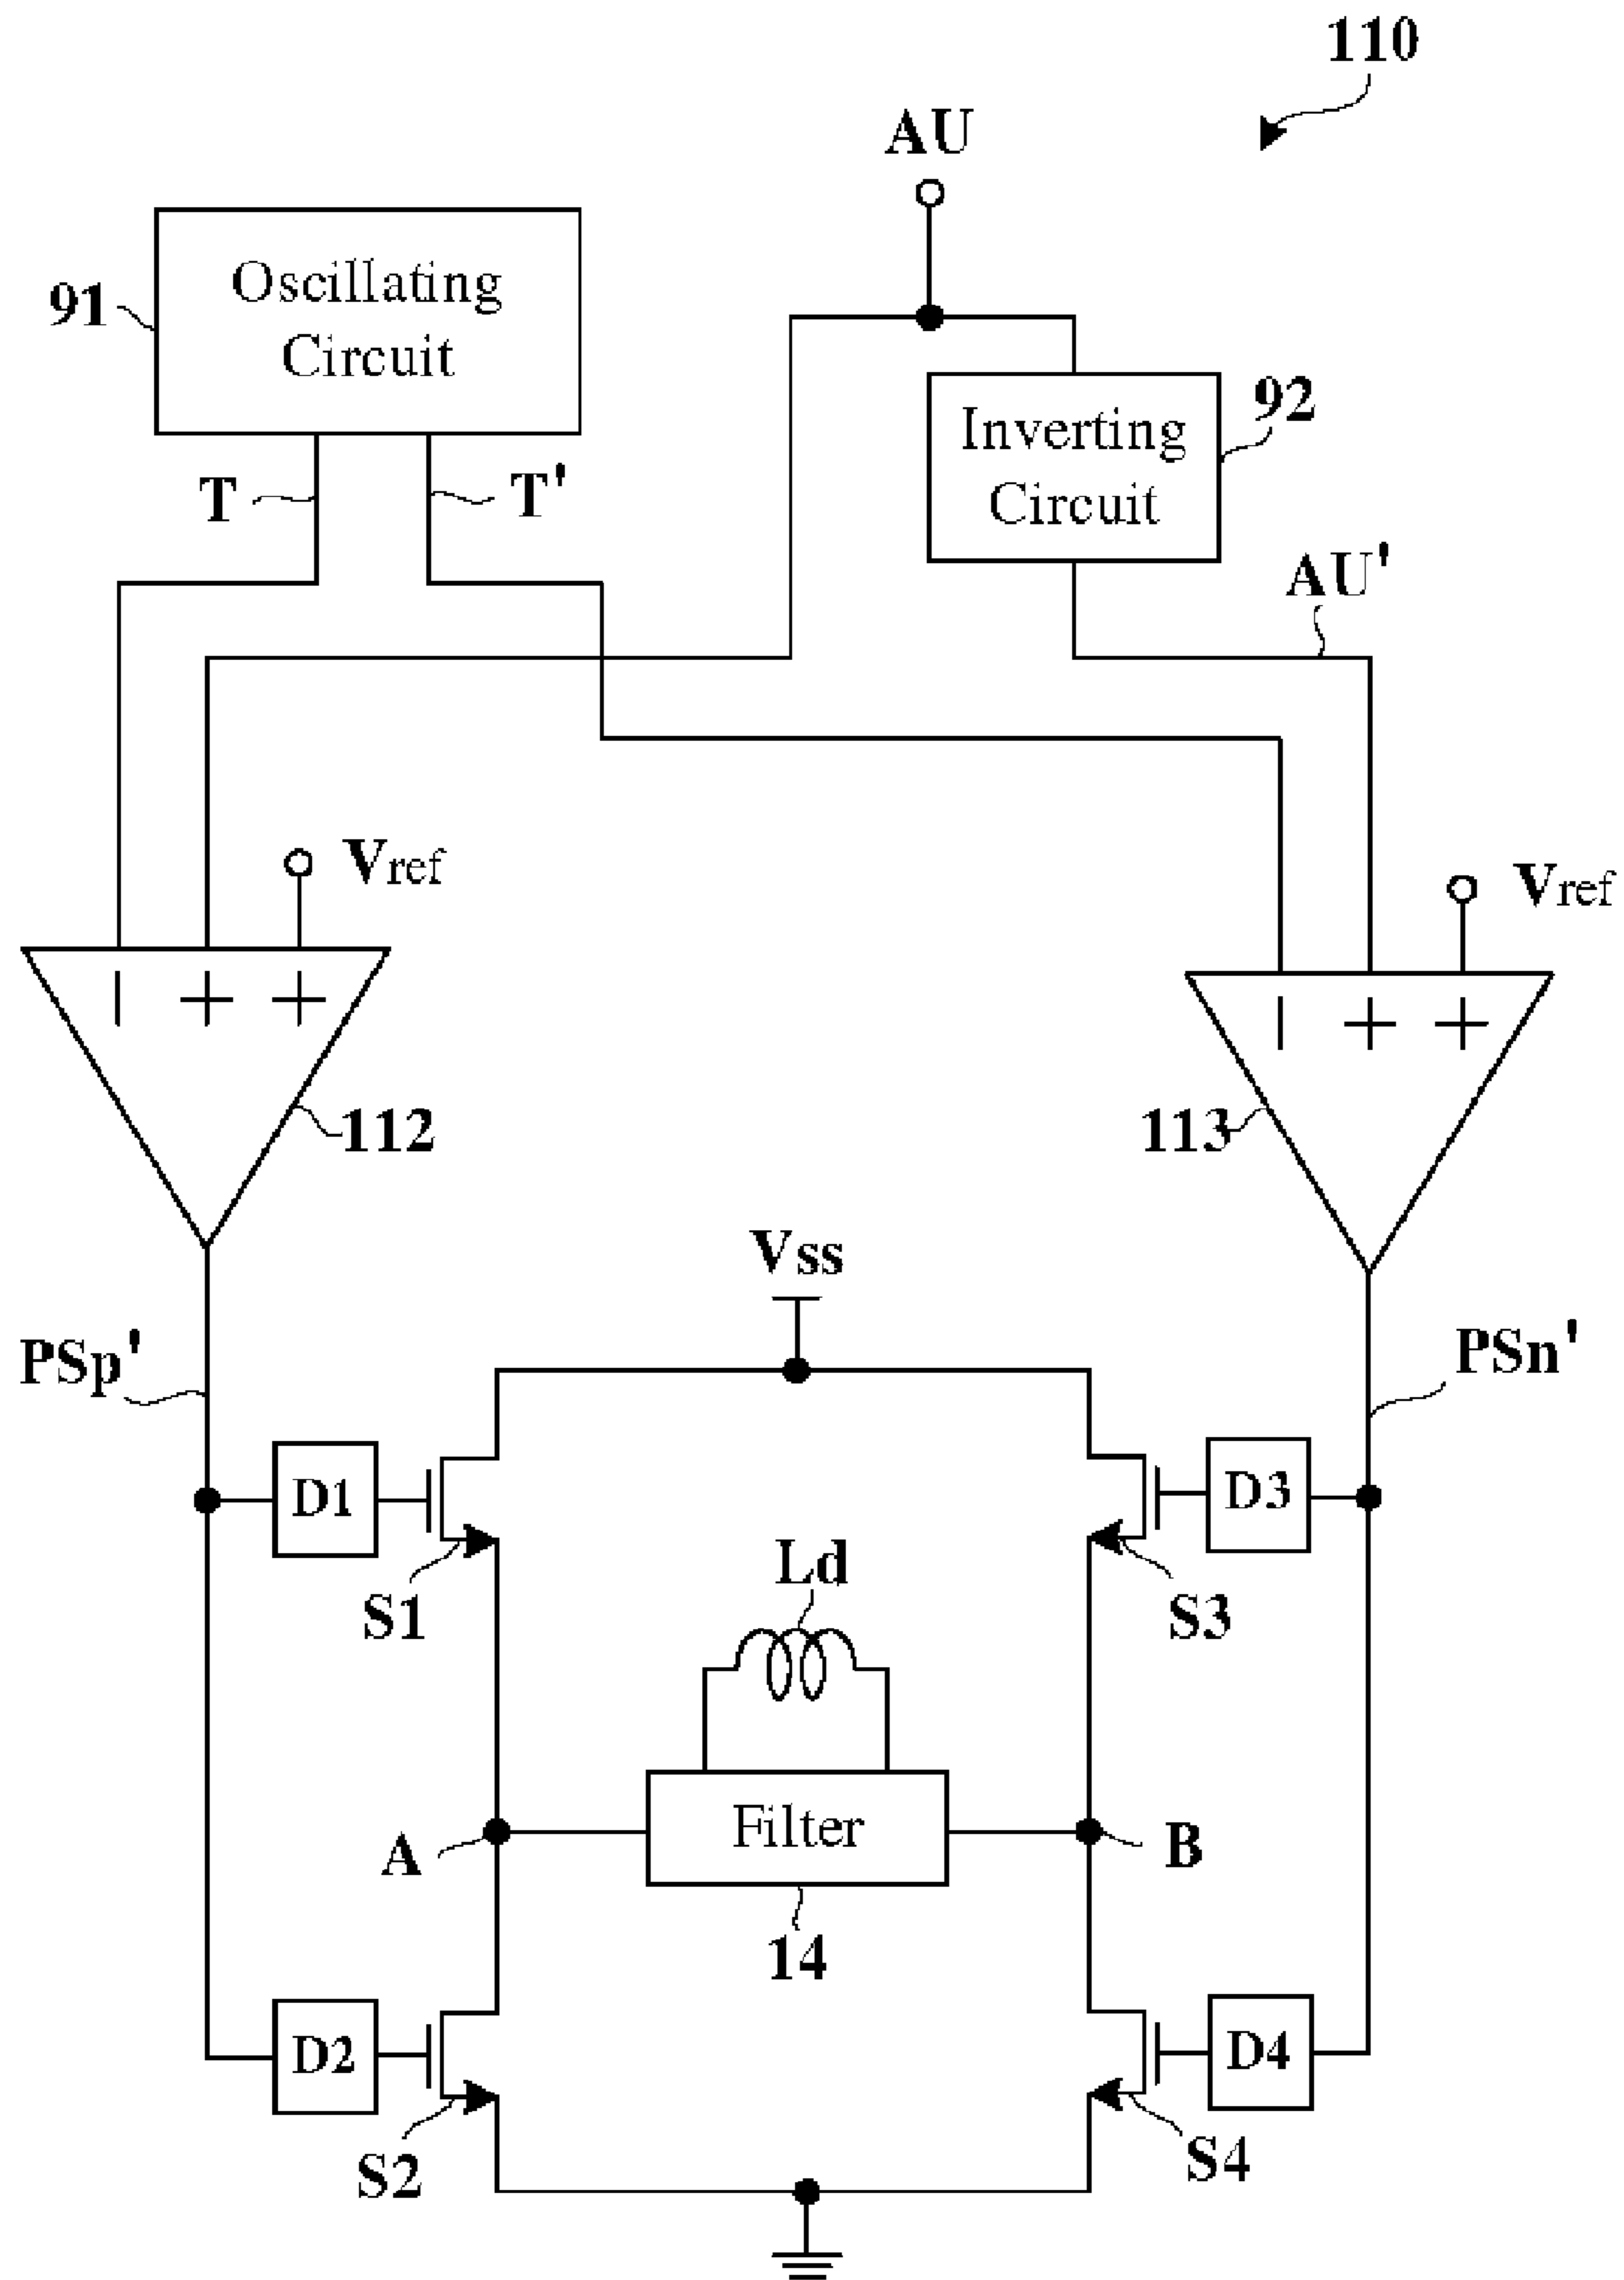 110
AU
91
Oscillating
Circuit
92
Inverting
Circuit
T
T'
AU'
Vref
Vref
− + +
− + +
112
113
Vss
PSp'
PSn'
D1
D3
S1
Ld
S3
A
Filter
B
14
D2
D4
S2
S4